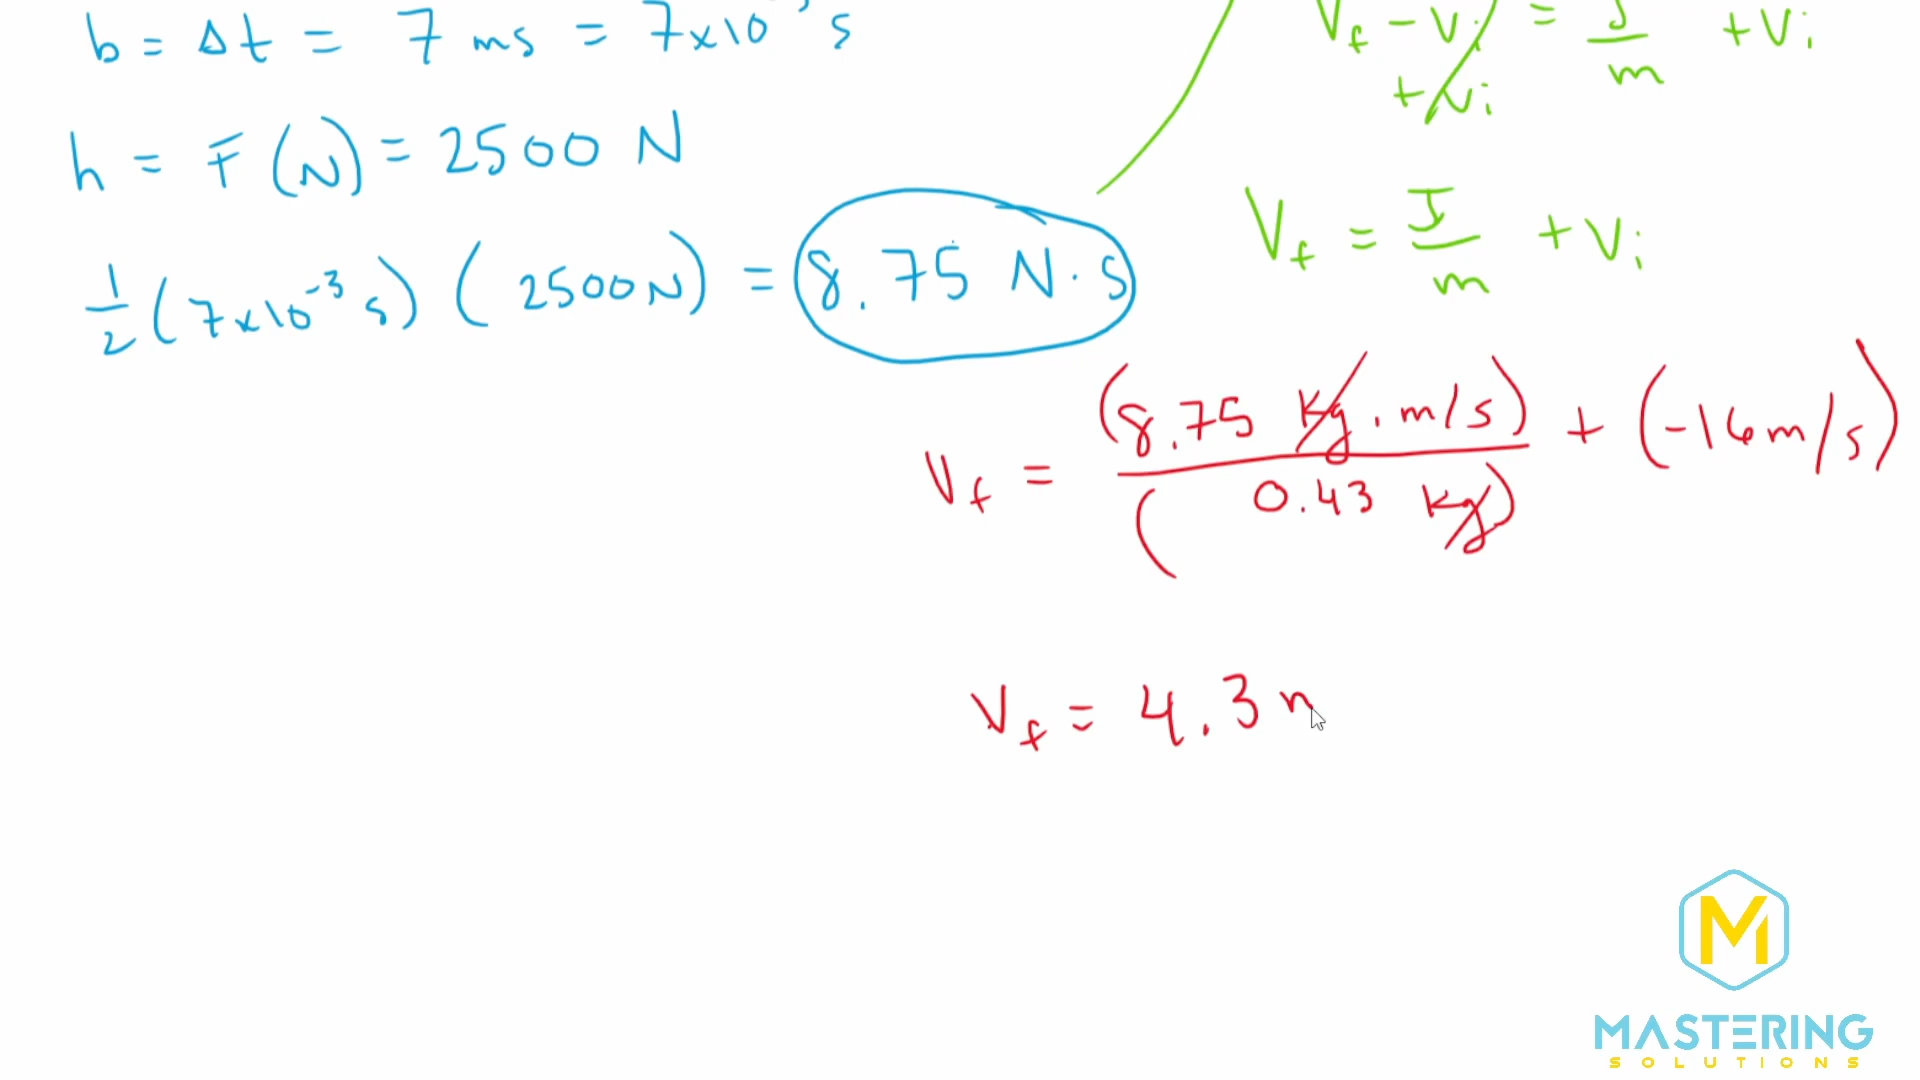 b = Δt = 7 ms = 7x10⁻³ s
h = F (N) = 2500 N
½ (7x10⁻³ s) ( 2500N) = 8.75 N·s
Vf - Vi = J/m + Vi
+Vi
Vf = J/m + Vi
Vf = (8.75 kg·m/s) / (0.43 kg) + (-16m/s)
Vf = 4.3 m
MASTERING
SOLUTIONS